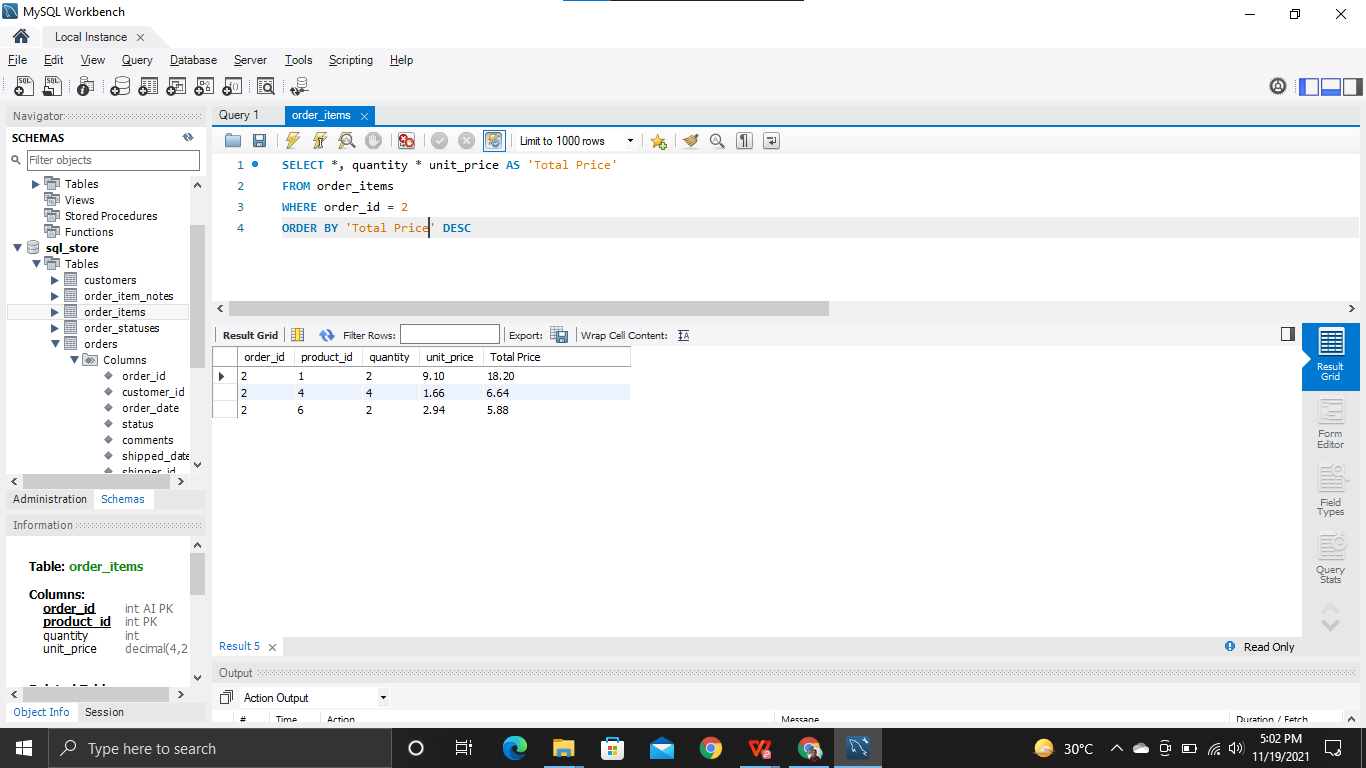 MySQL Workbench
Local Instance
File Edit View Query Database Server Tools Scripting Help
Navigator
SCHEMAS
Filter objects
Tables
Views
Stored Procedures
Functions
sql_store
Tables
customers
order_item_notes
order_items
order_statuses
orders
Columns
order_id
customer_id
order_date
status
comments
shipped_date
shipper_id
Administration Schemas
Information
Table: order_items
Columns:
order_id int AI PK
product_id int PK
quantity int
unit_price decimal(4,2
Object Info Session
Query 1 order_items
Limit to 1000 rows
1 SELECT *, quantity * unit_price AS 'Total Price'
2 FROM order_items
3 WHERE order_id = 2
4 ORDER BY 'Total Price' DESC
Result Grid Filter Rows: Export: Wrap Cell Content:
order_id product_id quantity unit_price Total Price
2 1 2 9.10 18.20
2 4 4 1.66 6.64
2 6 2 2.94 5.88
Result
Grid
Form
Editor
Field
Types
Query
Stats
Result 5 Read Only
Output
Action Output
# Time Action Message Duration / Fetch
Type here to search
30°C
5:02 PM
11/19/2021